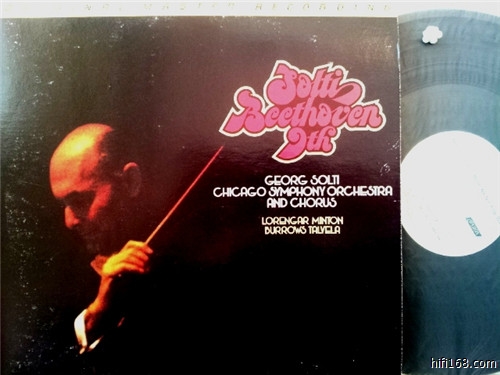 Solti
Beethoven
9th
GEORG SOLTI
CHICAGO SYMPHONY ORCHESTRA
AND CHORUS
LORENGAR MINTON
BURROWS TALVELA
hifi168.com